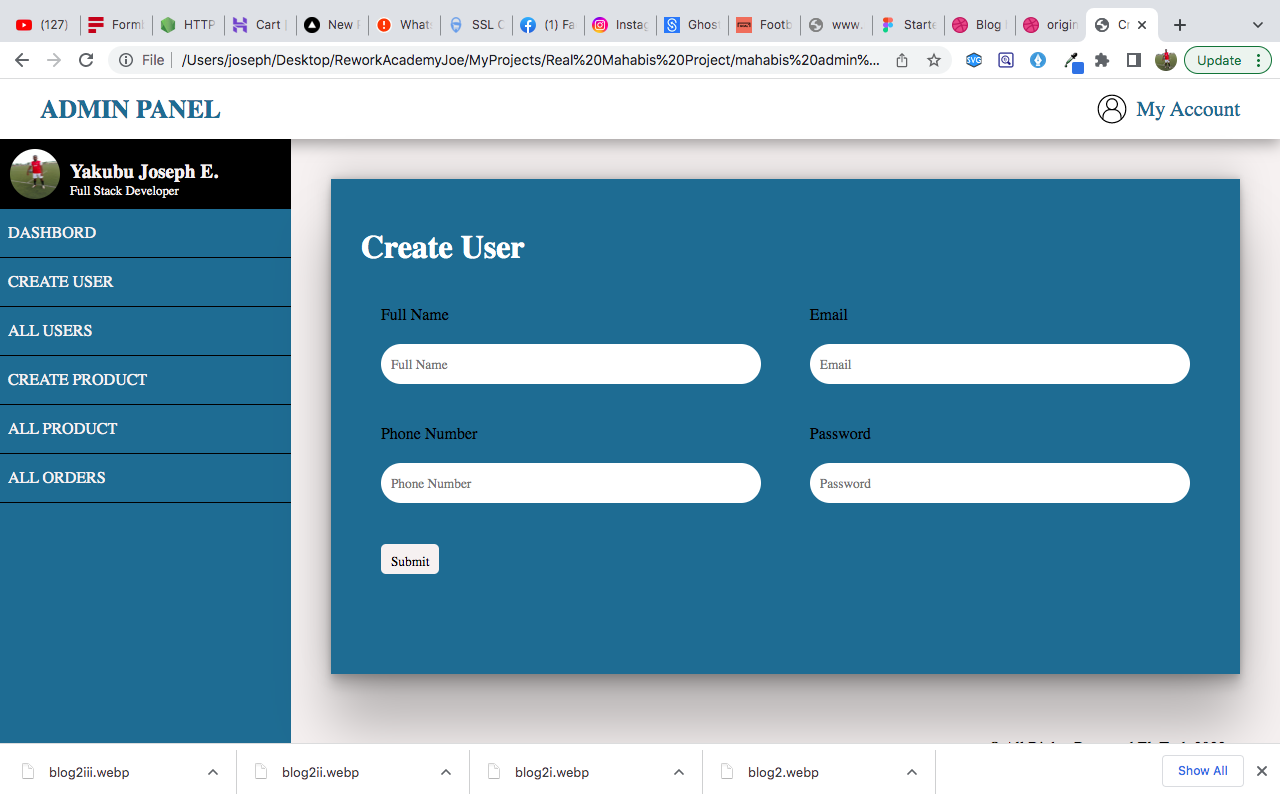 (127) Formi HTTP Cart New F What: SSL C (1) Fa Instag Ghost Footb www. Starte Blog origin Cr
File /Users/joseph/Desktop/ReworkAcademyJoe/MyProjects/Real%20Mahabis%20Project/mahabis%20admin%... Update
ADMIN PANEL
My Account
Yakubu Joseph E.
Full Stack Developer
DASHBORD
CREATE USER
ALL USERS
CREATE PRODUCT
ALL PRODUCT
ALL ORDERS
Create User
Full Name Email
Full Name Email
Phone Number Password
Phone Number Password
Submit
blog2iii.webp blog2ii.webp blog2i.webp blog2.webp Show All